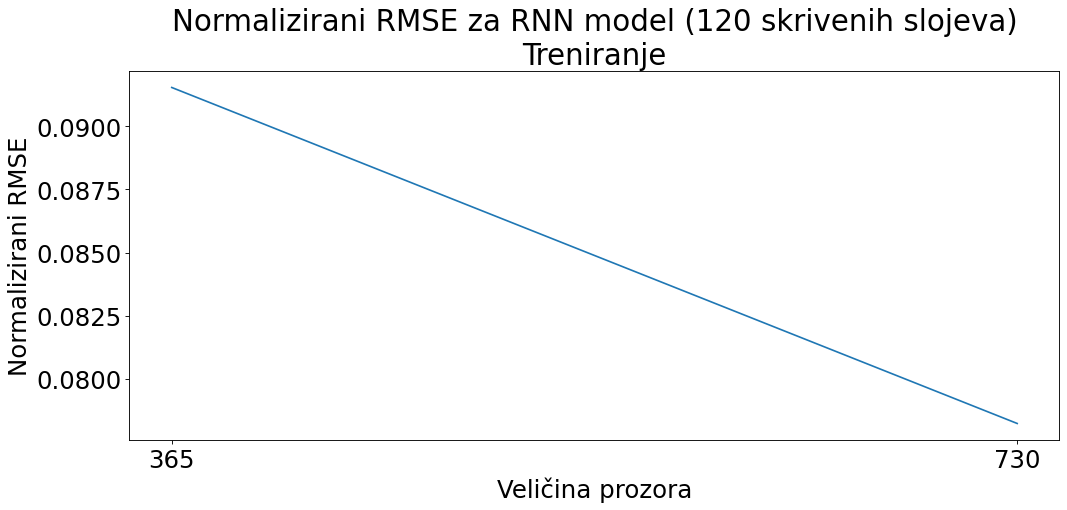 Normalizirani RMSE za RNN model (120 skrivenih slojeva)
Treniranje
Normalizirani RMSE
0.0900
0.0875
0.0850
0.0825
0.0800
365
730
Veličina prozora